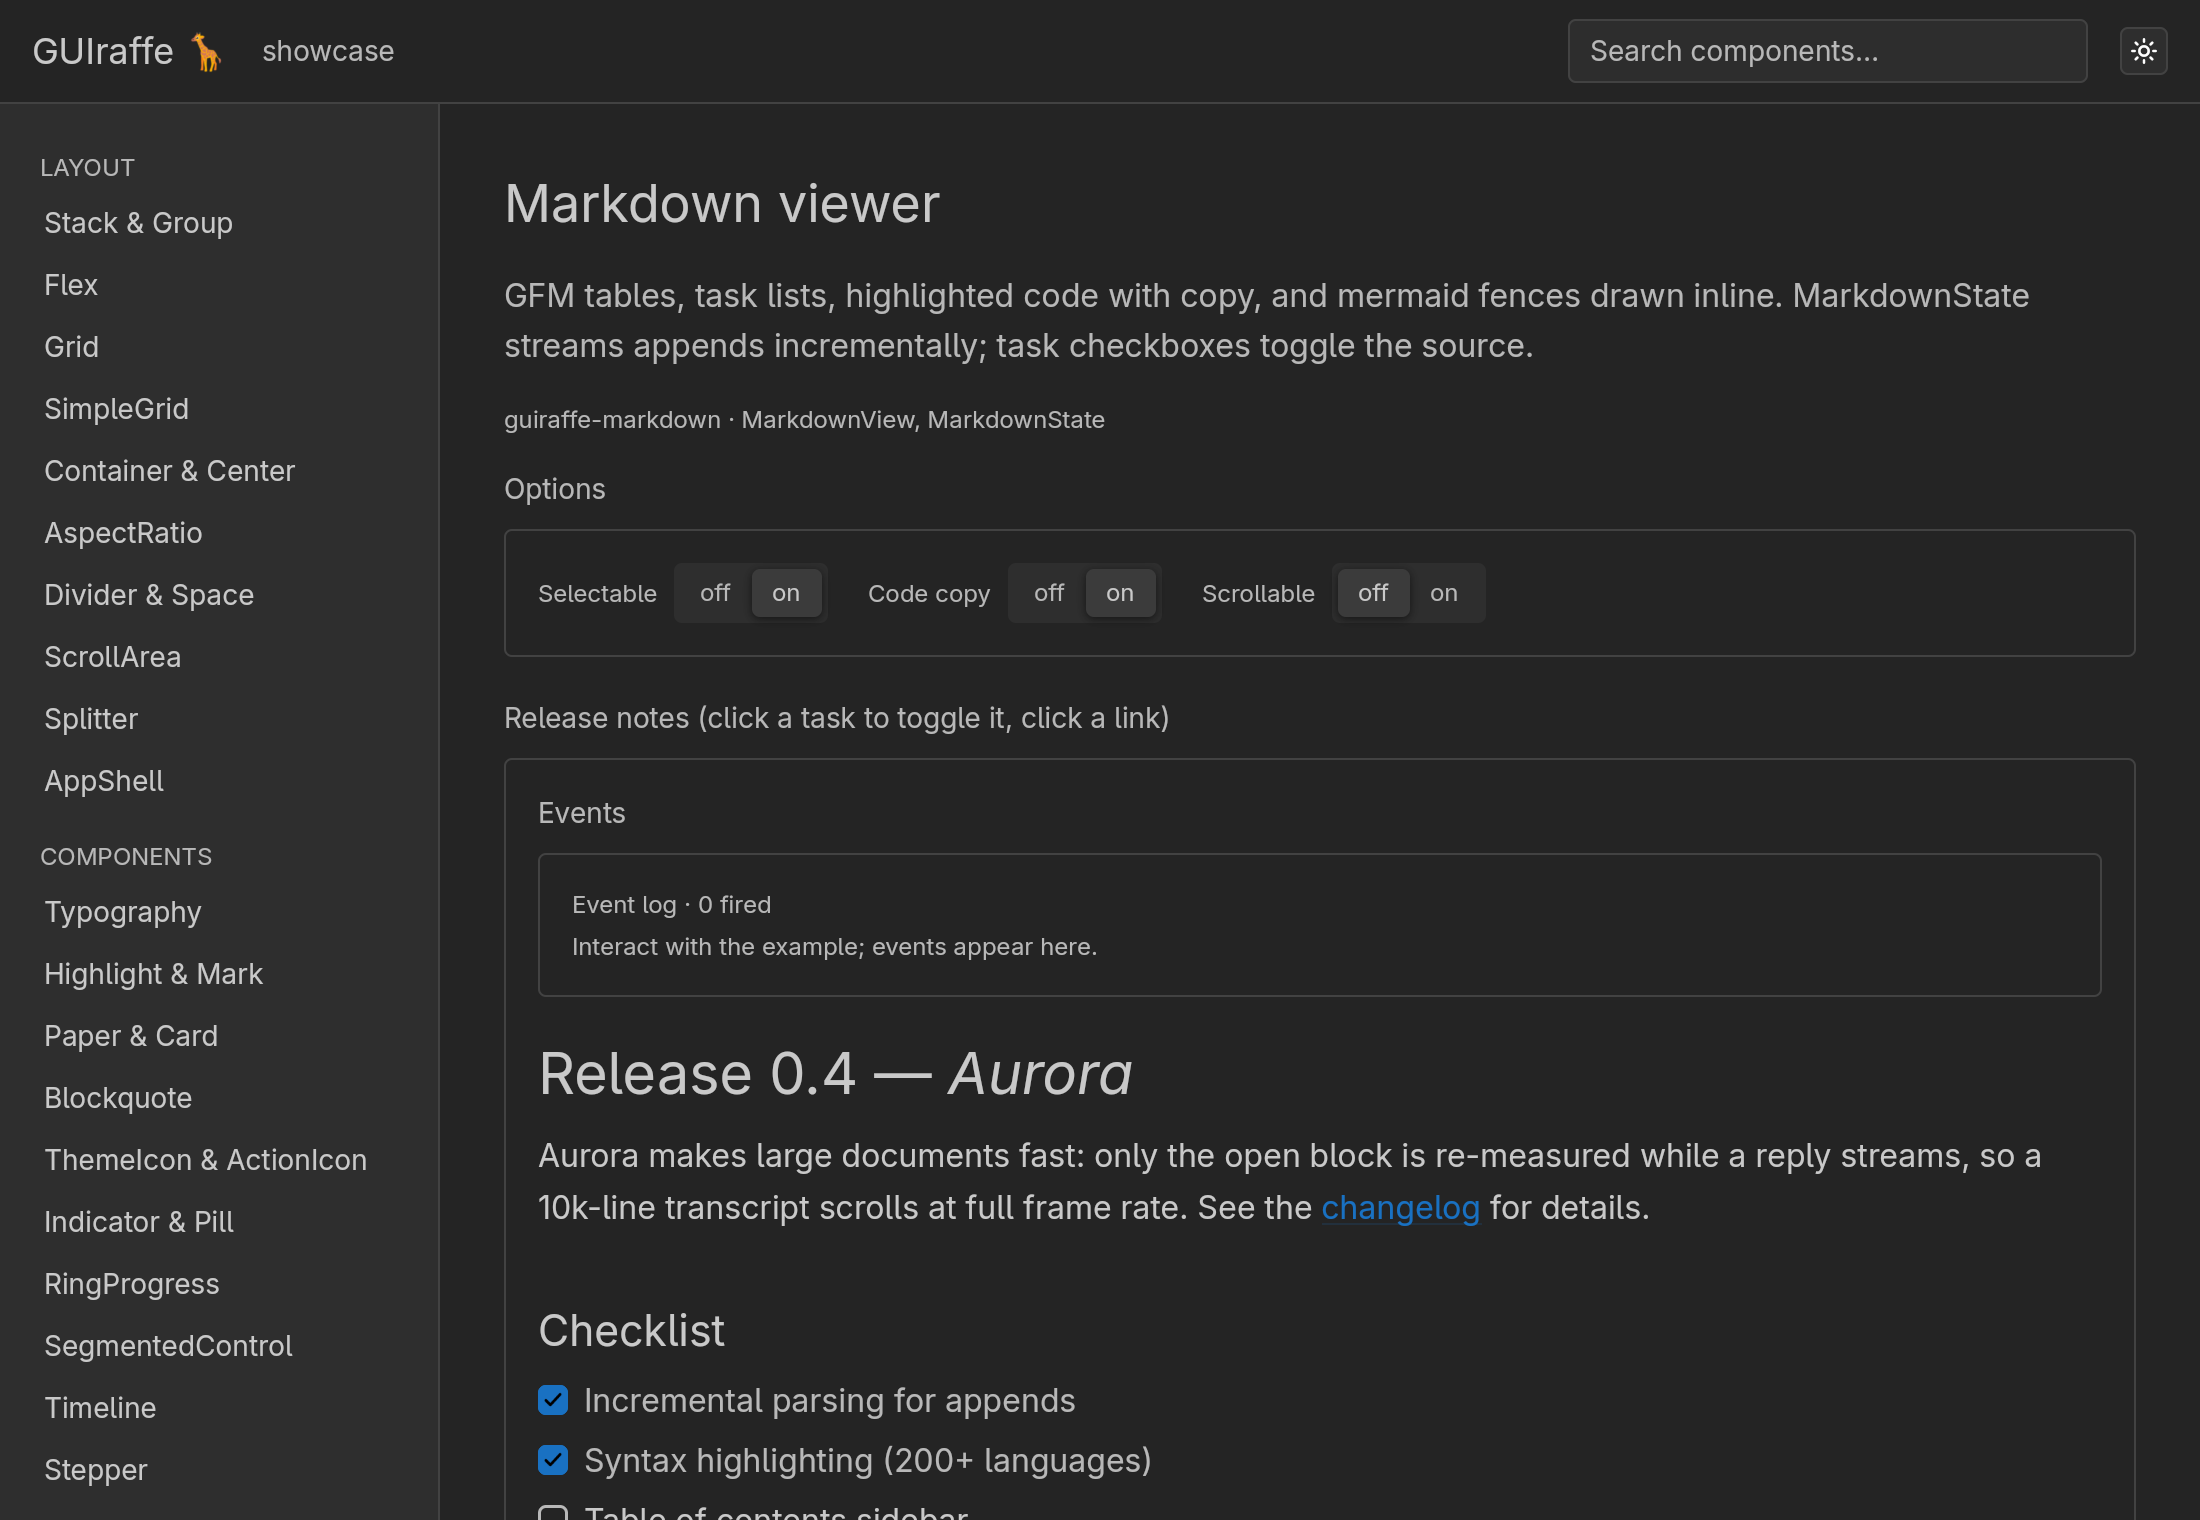 GUIraffe 🦒 showcase
Search components...
LAYOUT
Stack & Group
Flex
Grid
SimpleGrid
Container & Center
AspectRatio
Divider & Space
ScrollArea
Splitter
AppShell
COMPONENTS
Typography
Highlight & Mark
Paper & Card
Blockquote
ThemeIcon & ActionIcon
Indicator & Pill
RingProgress
SegmentedControl
Timeline
Stepper
Markdown viewer
GFM tables, task lists, highlighted code with copy, and mermaid fences drawn inline. MarkdownState
streams appends incrementally; task checkboxes toggle the source.
guiraffe-markdown · MarkdownView, MarkdownState
Options
Selectable off on Code copy off on Scrollable off on
Release notes (click a task to toggle it, click a link)
Events
Event log · 0 fired
Interact with the example; events appear here.
Release 0.4 — Aurora
Aurora makes large documents fast: only the open block is re-measured while a reply streams, so a
10k-line transcript scrolls at full frame rate. See the changelog for details.
Checklist
Incremental parsing for appends
Syntax highlighting (200+ languages)
Table of contents sidebar